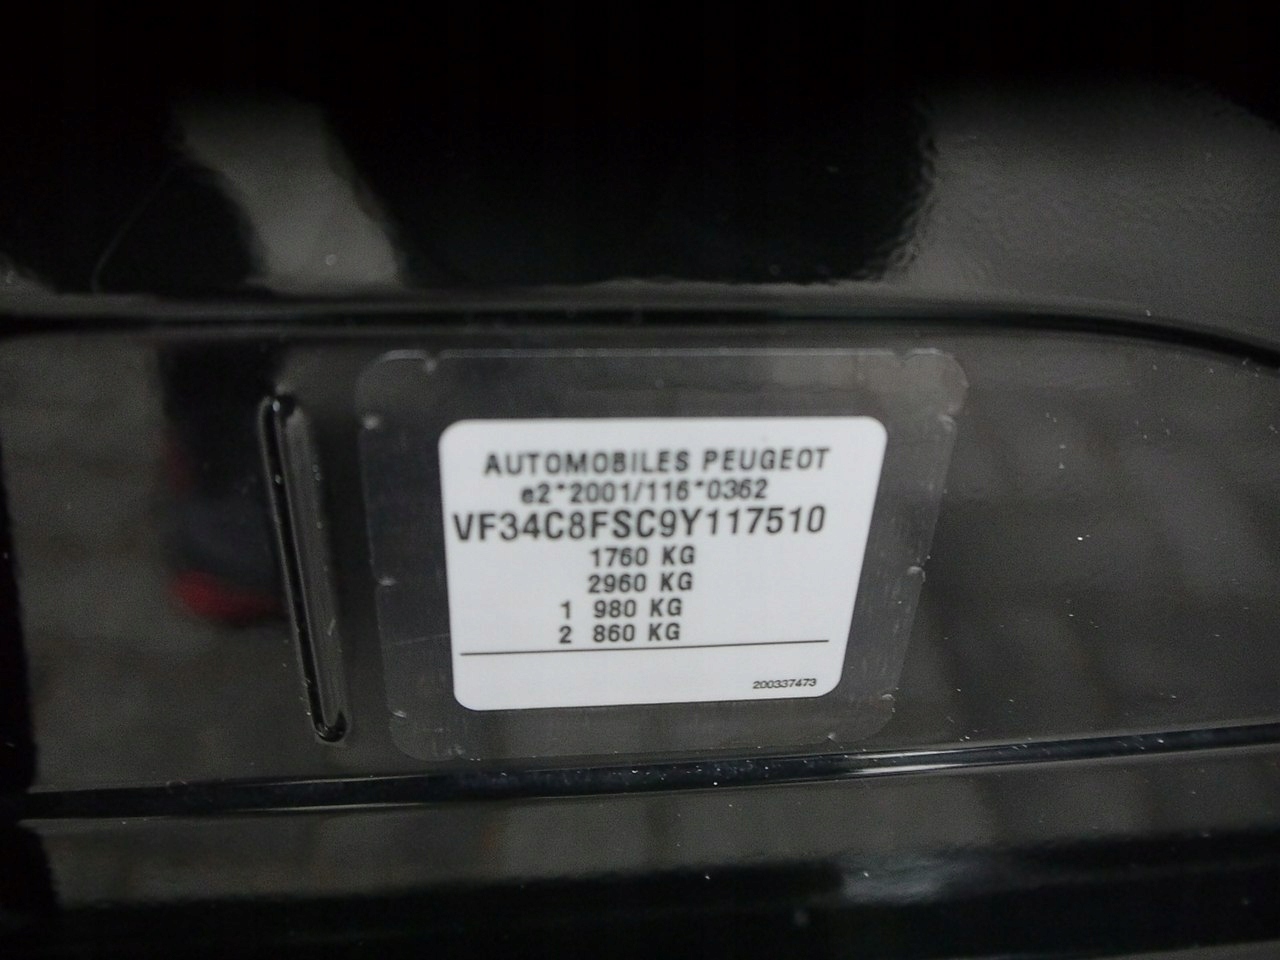 AUTOMOBILES PEUGEOT
e2*2001/116*0362
VF34C8FSC9Y117510
1760 KG
2960 KG
1 980 KG
2 860 KG
200337473